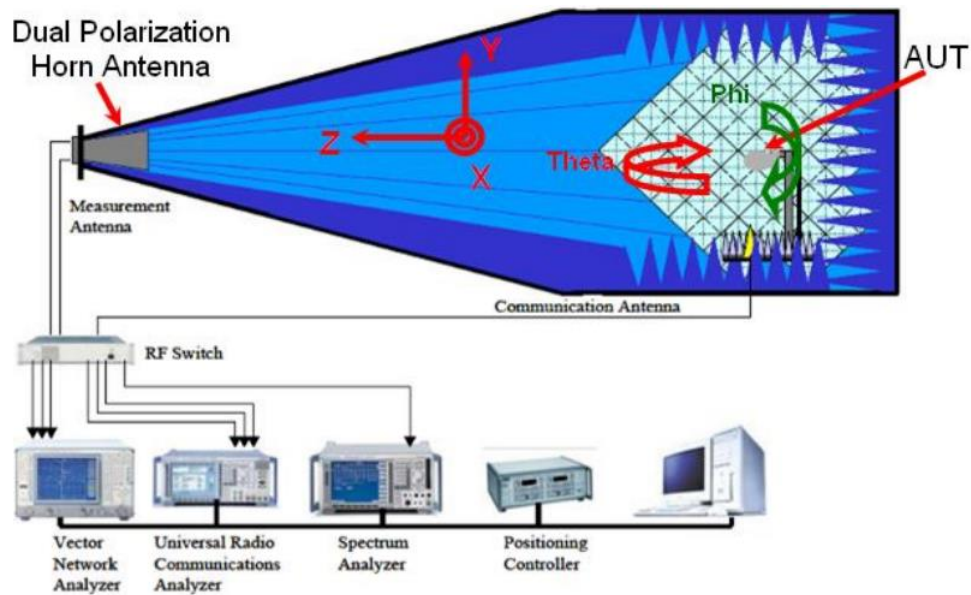 Dual Polarization
Horn Antenna
AUT
Y
Phi
Z
Theta
X
Measurement
Antenna
Communication Antenna
RF Switch
Vector
Network
Analyzer
Universal Radio
Communications
Analyzer
Spectrum
Analyzer
Positioning
Controller